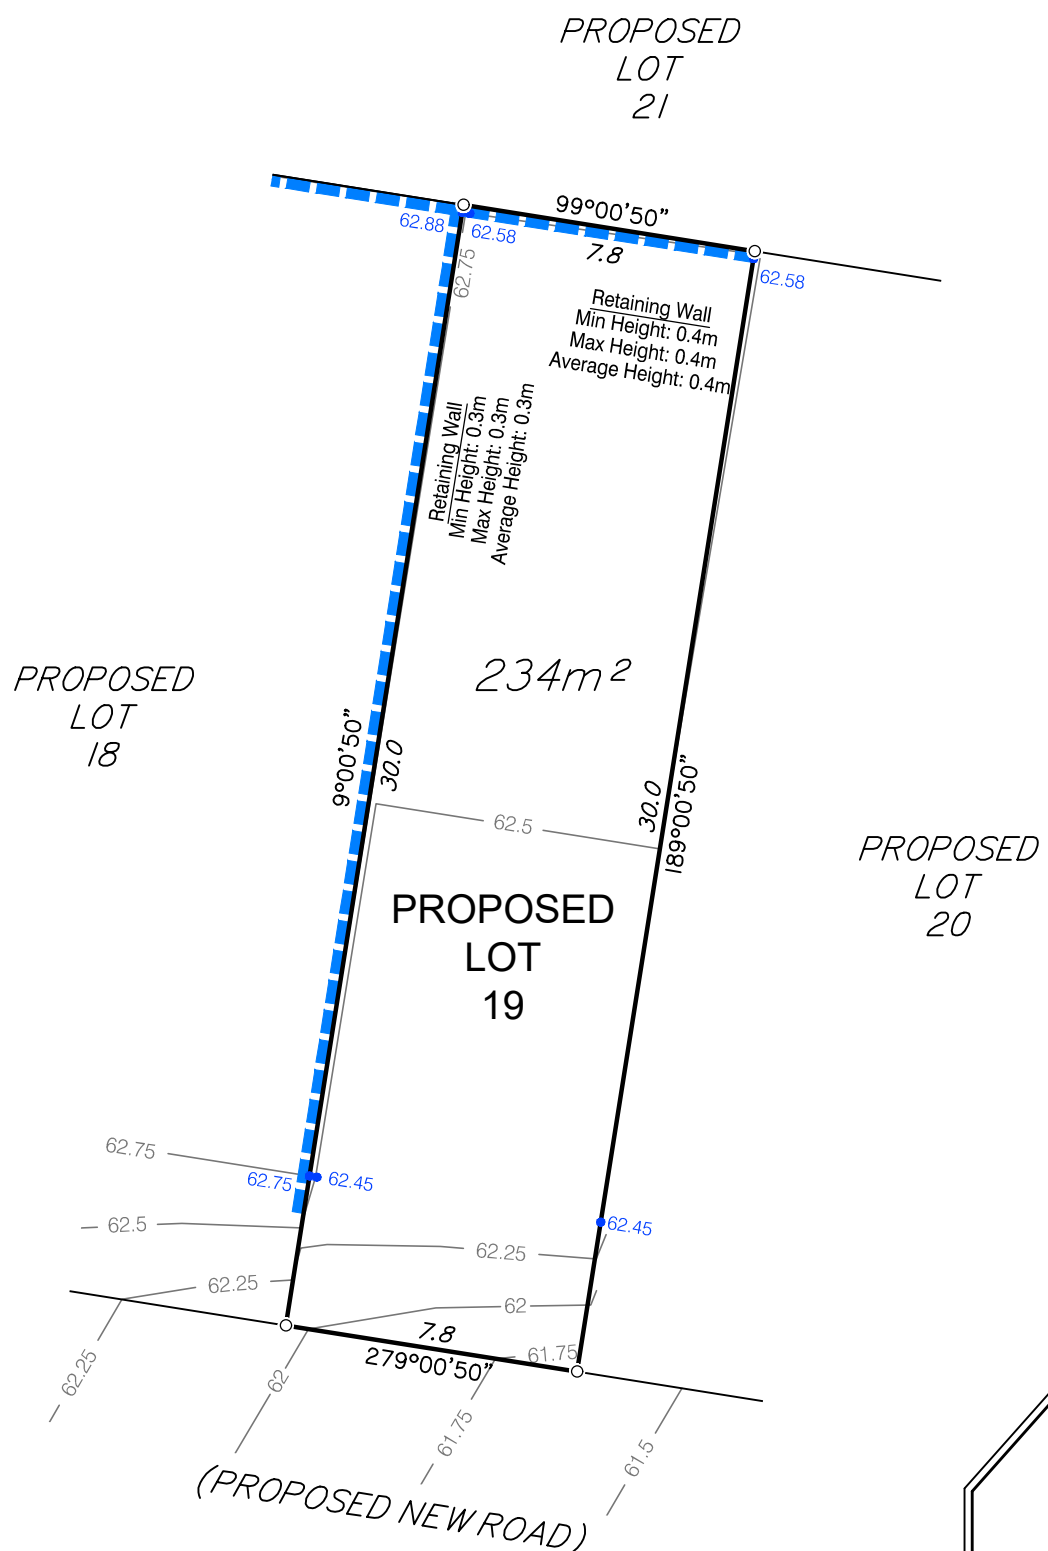 PROPOSED
LOT
21
99°00'50"
7.8
62.88
62.58
62.58
62.75
Retaining Wall
Min Height: 0.4m
Max Height: 0.4m
Average Height: 0.4m
Retaining Wall
Min Height: 0.3m
Max Height: 0.3m
Average Height: 0.3m
234m²
PROPOSED
LOT
18
9°00'50"
30.0
30.0
189°00'50"
62.5
PROPOSED
LOT
20
PROPOSED
LOT
19
62.75
62.75
62.45
62.5
62.45
62.25
62.25
62
7.8
279°00'50"
61.75
62.25
62
61.75
61.5
(PROPOSED NEW ROAD)